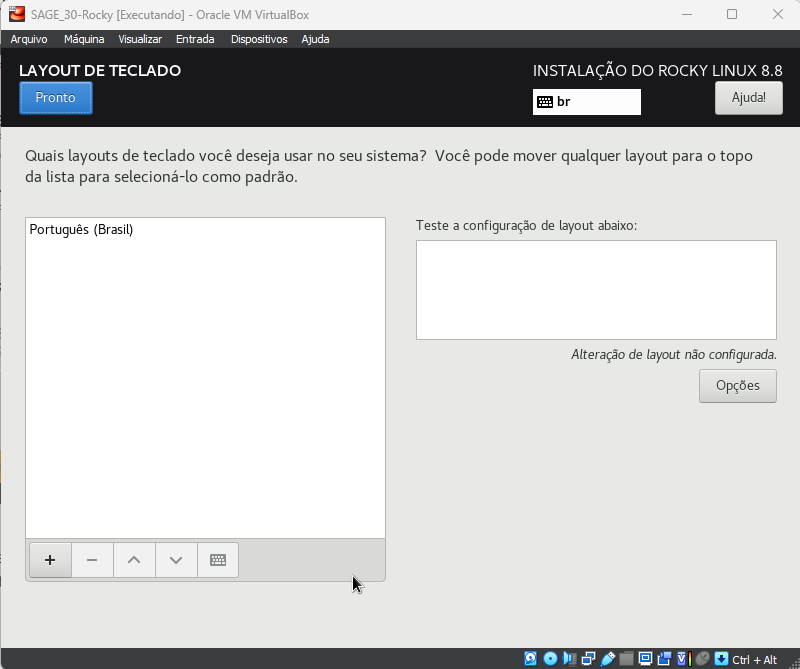 SAGE_30-Rocky [Executando] - Oracle VM VirtualBox
Arquivo Máquina Visualizar Entrada Dispositivos Ajuda
LAYOUT DE TECLADO
INSTALAÇÃO DO ROCKY LINUX 8.8
Pronto
br
Ajuda!
Quais layouts de teclado você deseja usar no seu sistema? Você pode mover qualquer layout para o topo
da lista para selecioná-lo como padrão.
Português (Brasil)
Teste a configuração de layout abaixo:
Alteração de layout não configurada.
Opções
Ctrl + Alt